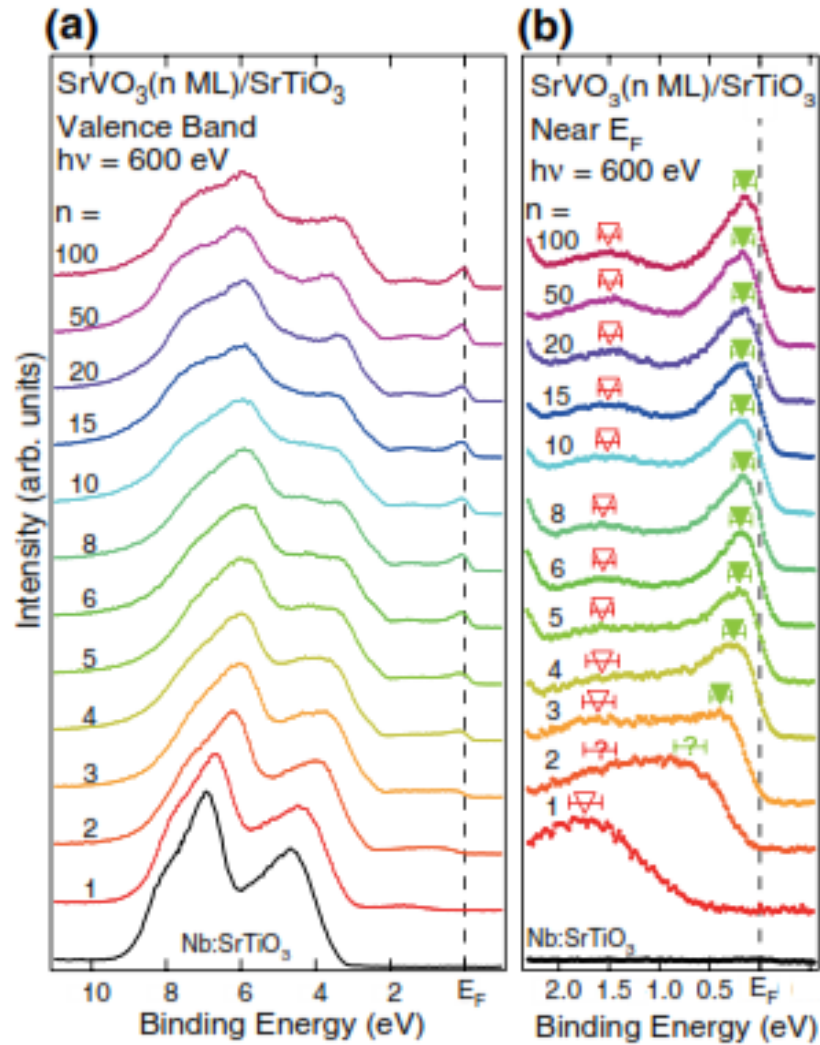 (a)
SrVO₃(n ML)/SrTiO₃
Valence Band
hν = 600 eV
n =
100
50
20
15
10
8
6
5
4
3
2
1
Nb:SrTiO₃
10 8 6 4 2 E_F
Binding Energy (eV)
Intensity (arb. units)
(b)
SrVO₃(n ML)/SrTiO₃
Near E_F
hν = 600 eV
n =
100
50
20
15
10
8
6
5
4
3
2
1
?
?
Nb:SrTiO₃
2.0 1.5 1.0 0.5 E_F
Binding Energy (eV)